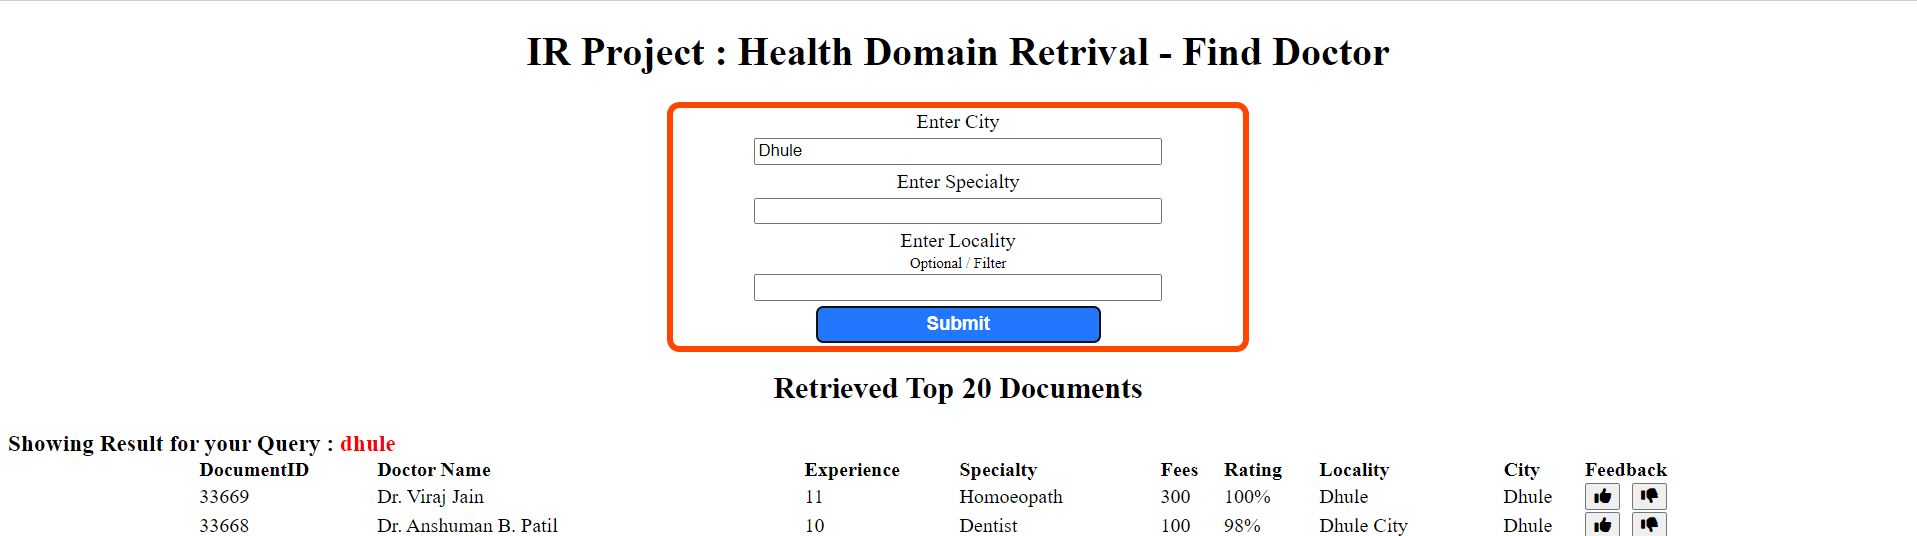 IR Project : Health Domain Retrival - Find Doctor
Enter City
Dhule
Enter Specialty
Enter Locality
Optional / Filter
Submit
Retrieved Top 20 Documents
Showing Result for your Query : dhule
DocumentID Doctor Name Experience Specialty Fees Rating Locality City Feedback
33669 Dr. Viraj Jain 11 Homoeopath 300 100% Dhule Dhule
33668 Dr. Anshuman B. Patil 10 Dentist 100 98% Dhule City Dhule